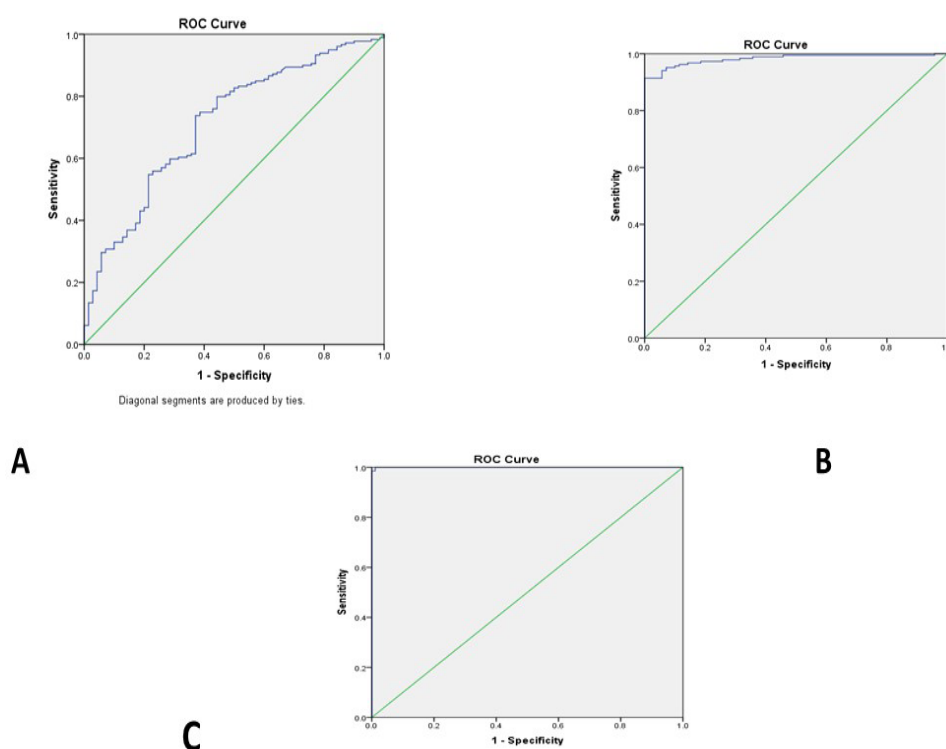 ROC Curve
1.0
0.8
0.6
0.4
0.2
0.0
Sensitivity
0.0 0.2 0.4 0.6 0.8 1.0
1 - Specificity
Diagonal segments are produced by ties.
A
ROC Curve
1.0
0.8
0.6
0.4
0.2
0.0
Sensitivity
0.0 0.2 0.4 0.6 0.8
1 - Specificity
B
ROC Curve
1.0
0.8
0.6
0.4
0.2
0.0
Sensitivity
0.0 0.2 0.4 0.6 0.8 1.0
1 - Specificity
C